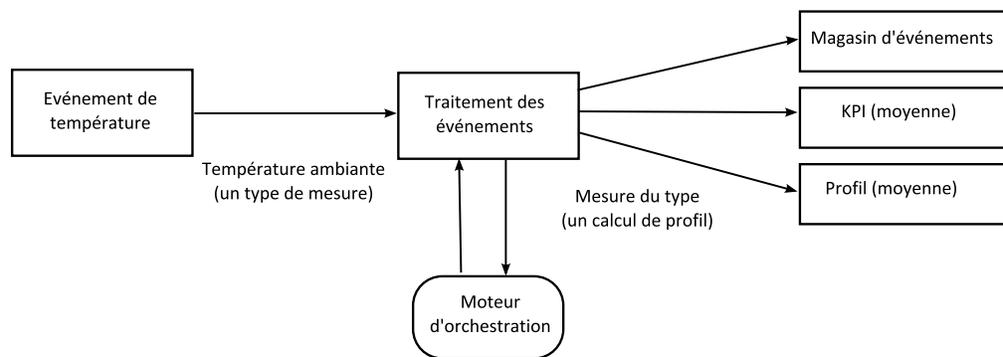 Evénement de
température
Température ambiante
(un type de mesure)
Traitement des
événements
Moteur
d'orchestration
Mesure du type
(un calcul de profil)
Magasin d'événements
KPI (moyenne)
Profil (moyenne)